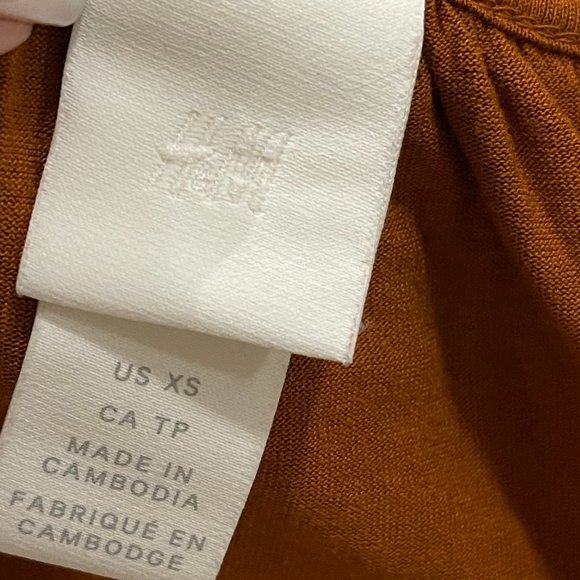 US XS
CA TP
MADE IN
CAMBODIA
FABRIQUÉ EN
CAMBODGE